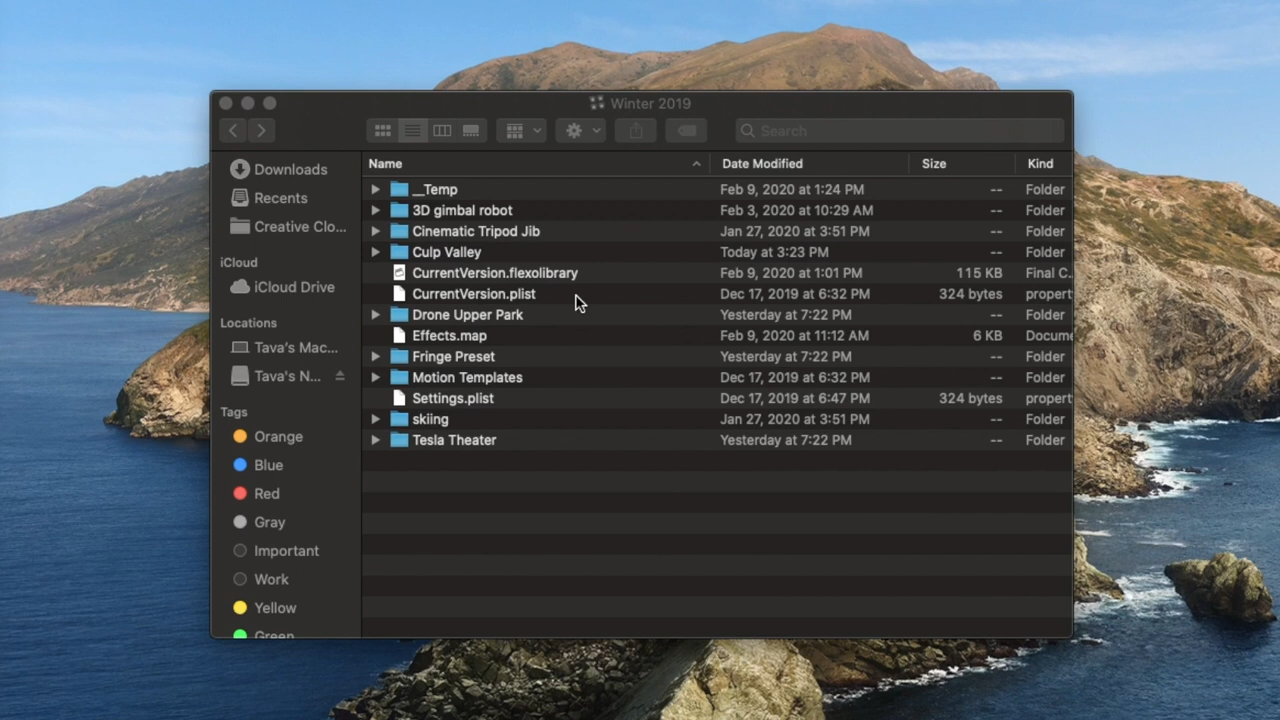 Winter 2019
Search
Downloads
Recents
Creative Clo...
iCloud
iCloud Drive
Locations
Tava's Mac...
Tava's N...
Tags
Orange
Blue
Red
Gray
Important
Work
Yellow
Green
Name Date Modified Size Kind
__Temp Feb 9, 2020 at 1:24 PM -- Folder
3D gimbal robot Feb 3, 2020 at 10:29 AM -- Folder
Cinematic Tripod Jib Jan 27, 2020 at 3:51 PM -- Folder
Culp Valley Today at 3:23 PM -- Folder
CurrentVersion.flexolibrary Feb 9, 2020 at 1:01 PM 115 KB Final C...
CurrentVersion.plist Dec 17, 2019 at 6:32 PM 324 bytes propert
Drone Upper Park Yesterday at 7:22 PM -- Folder
Effects.map Feb 9, 2020 at 11:12 AM 6 KB Docume
Fringe Preset Yesterday at 7:22 PM -- Folder
Motion Templates Dec 17, 2019 at 6:32 PM -- Folder
Settings.plist Dec 17, 2019 at 6:47 PM 324 bytes propert
skiing Jan 27, 2020 at 3:51 PM -- Folder
Tesla Theater Yesterday at 7:22 PM -- Folder